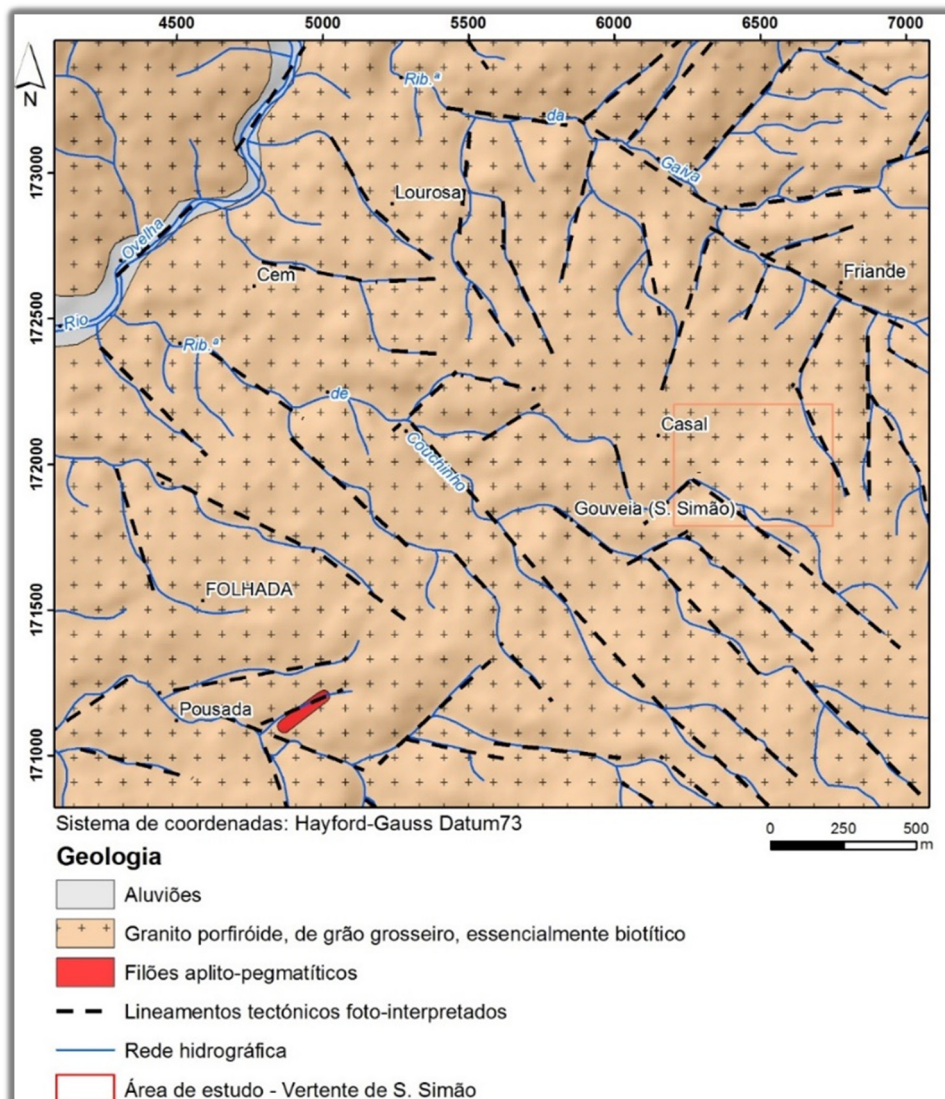 4500 5000 5500 6000 6500 7000
N
173000
172500
172000
171500
171000
Rib.ª
da
Galva
Lourosa
Ovelha
Cem
Friande
Rio
Rib.ª
de
Casal
Couchinho
Gouveia (S. Simão)
FOLHADA
Pousada
Sistema de coordenadas: Hayford-Gauss Datum73
0 250 500
m
Geologia
Aluviões
Granito porfiróide, de grão grosseiro, essencialmente biotítico
Filões aplito-pegmatíticos
Lineamentos tectónicos foto-interpretados
Rede hidrográfica
Área de estudo - Vertente de S. Simão